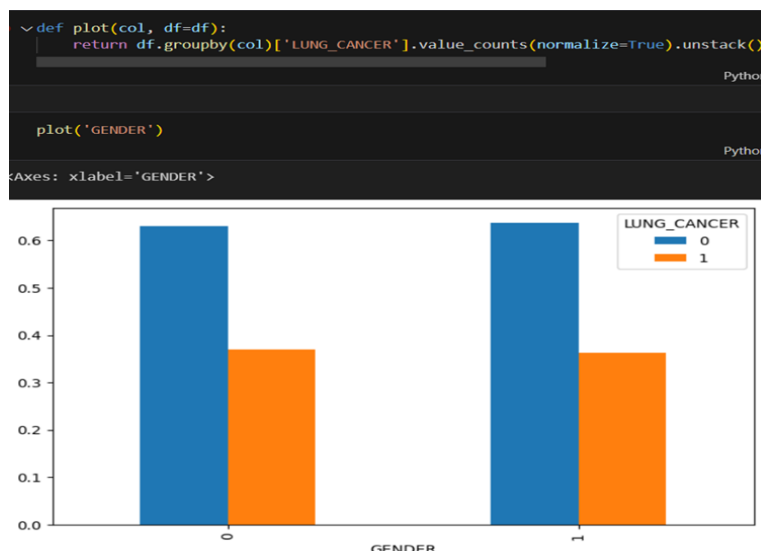 def plot(col, df=df):
return df.groupby(col)['LUNG_CANCER'].value_counts(normalize=True).unstack()
plot('GENDER')
<Axes: xlabel='GENDER'>
LUNG_CANCER
0
1
0.6
0.5
0.4
0.3
0.2
0.1
0.0
0
1
GENDER